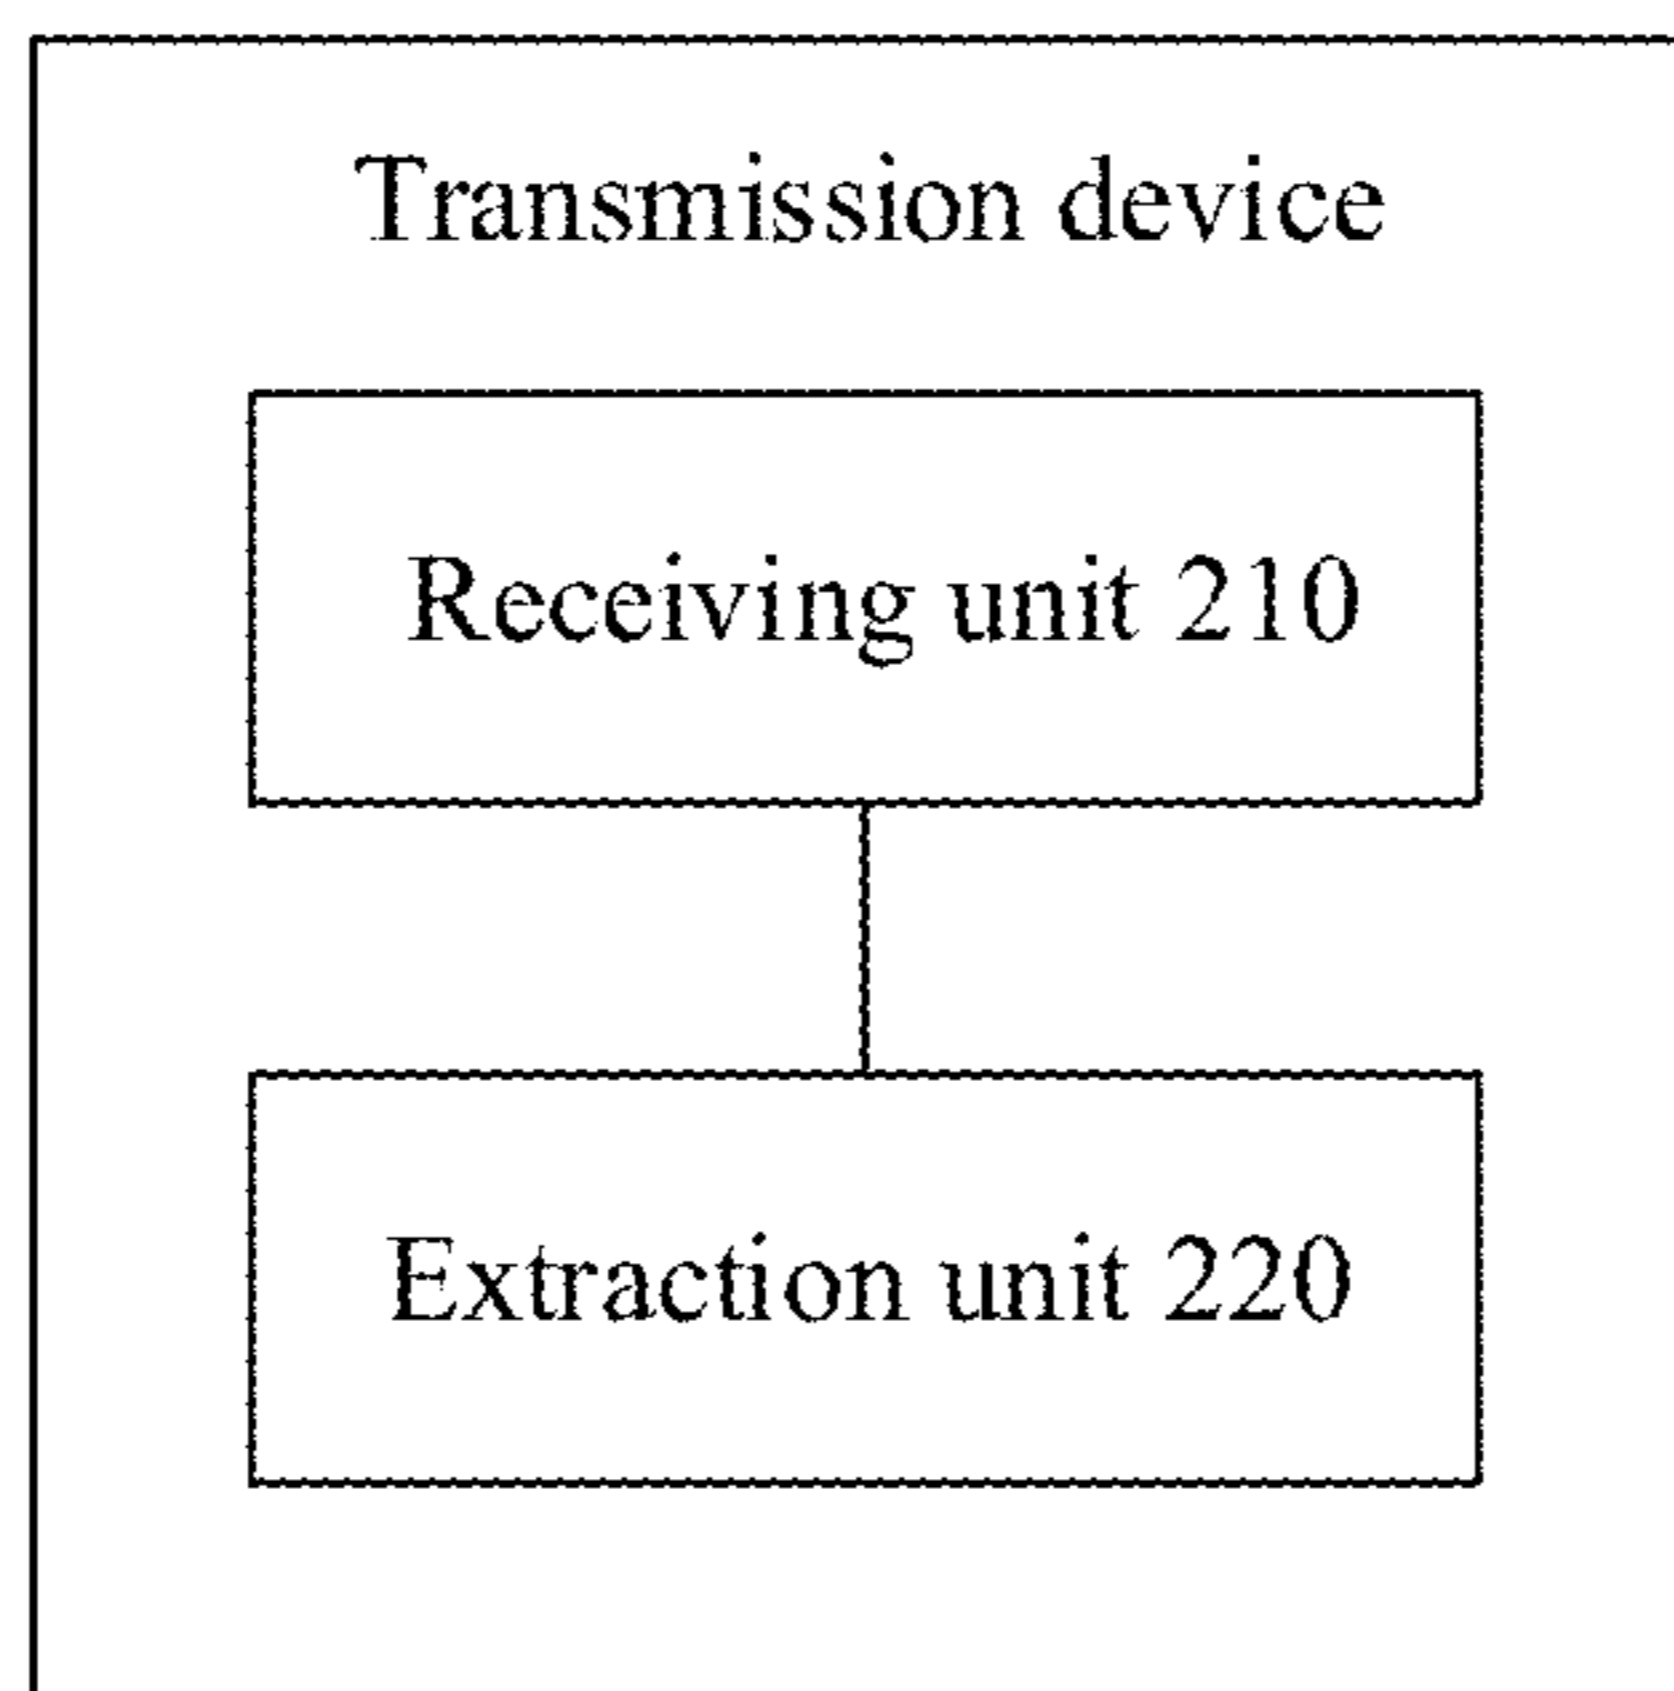 Transmission device
Receiving unit 210
Extraction unit 220